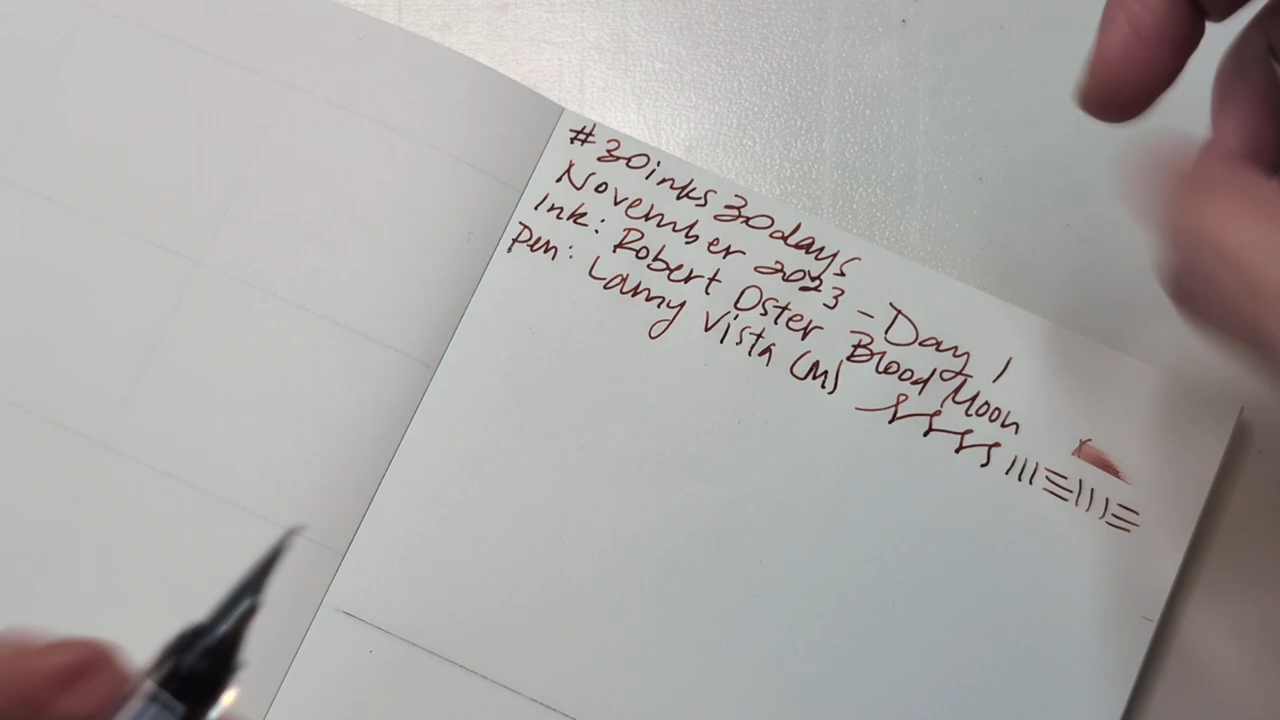 #30inks30days
November 2023 - Day 1
Ink: Robert Oster Blood Moon
Pen: Lamy Vista (M)